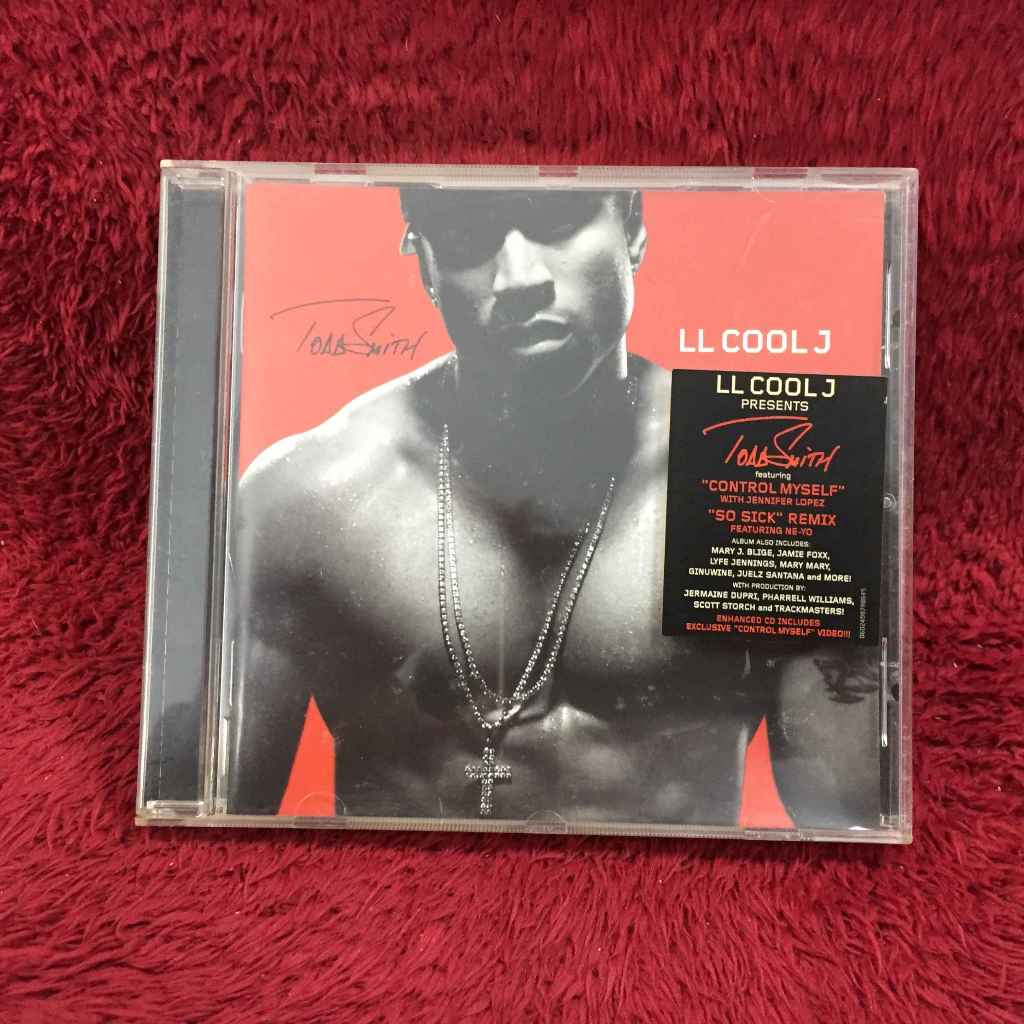 Todd Smith
LL COOL J
LL COOL J
PRESENTS
Todd Smith
featuring
"CONTROL MYSELF"
WITH JENNIFER LOPEZ
"SO SICK" REMIX
FEATURING NE-YO
ALBUM ALSO INCLUDES:
MARY J. BLIGE, JAMIE FOXX,
LYFE JENNINGS, MARY MARY,
GINUWINE, JUELZ SANTANA and MORE!
WITH PRODUCTION BY:
JERMAINE DUPRI, PHARRELL WILLIAMS,
SCOTT STORCH and TRACKMASTERS!
ENHANCED CD INCLUDES
EXCLUSIVE "CONTROL MYSELF" VIDEO!!!